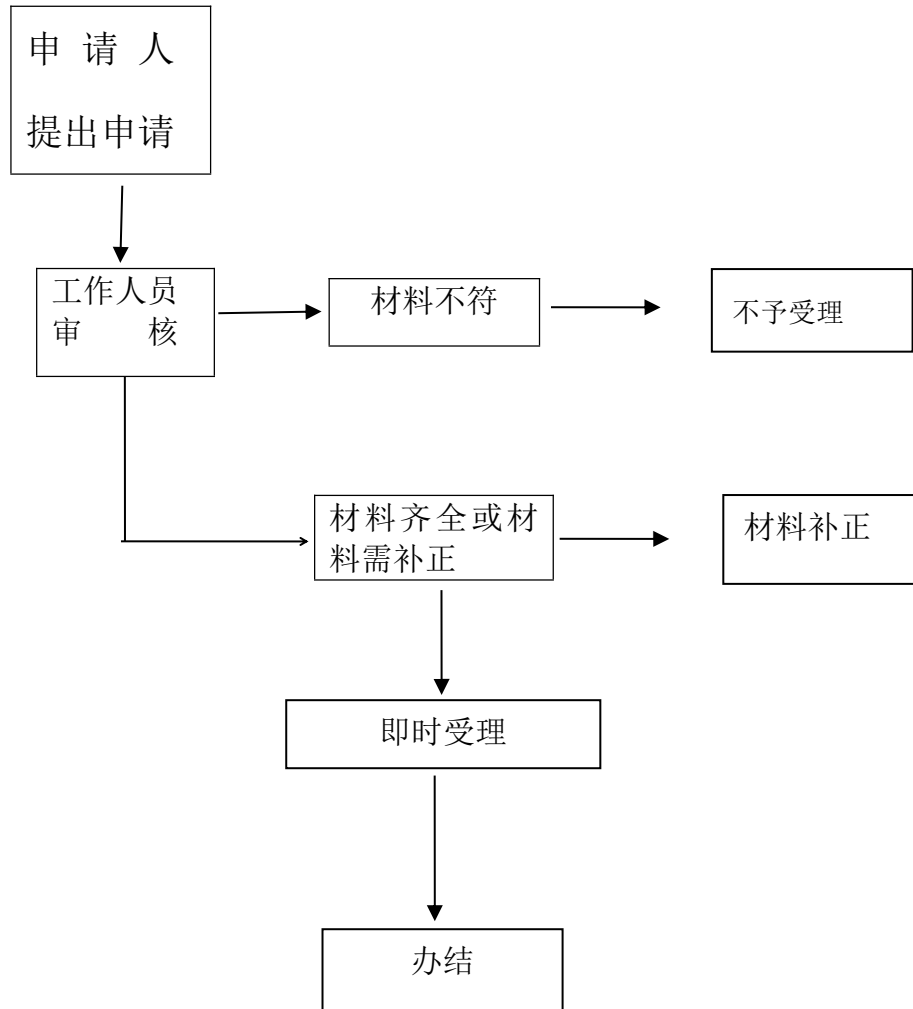 申 请 人
提出申请
工作人员
审 核
材料不符
不予受理
材料齐全或材
料需补正
材料补正
即时受理
办结